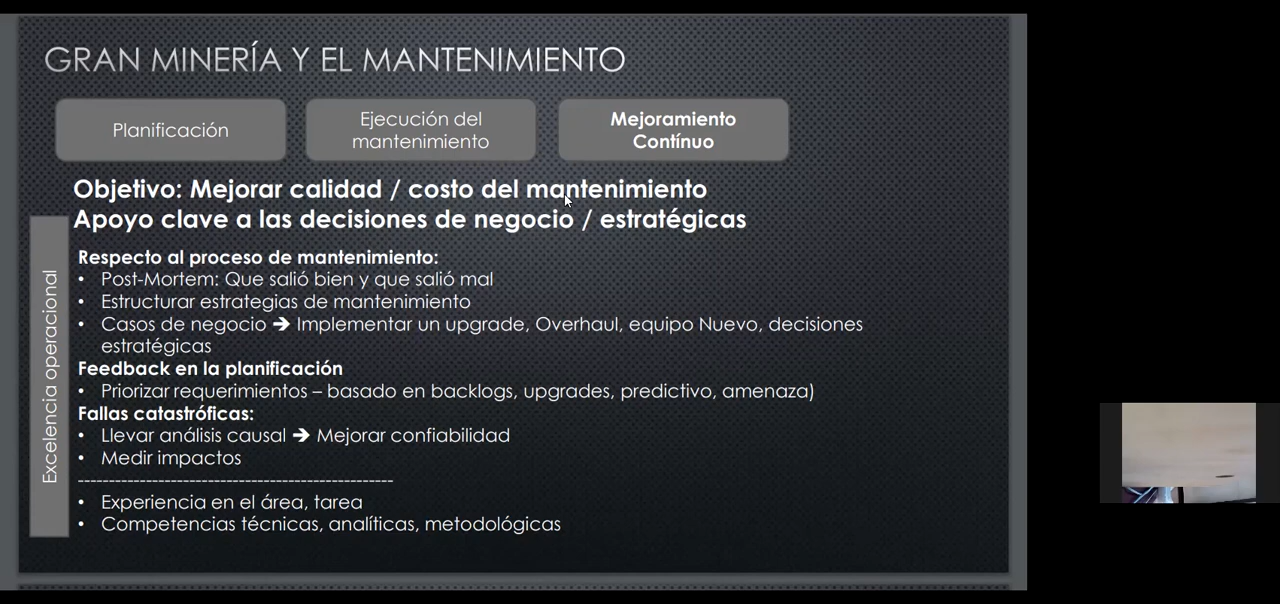 GRAN MINERÍA Y EL MANTENIMIENTO
Planificación
Ejecución del
mantenimiento
Mejoramiento
Contínuo
Objetivo: Mejorar calidad / costo del mantenimiento
Apoyo clave a las decisiones de negocio / estratégicas
Excelencia operacional
Respecto al proceso de mantenimiento:
• Post-Mortem: Que salió bien y que salió mal
• Estructurar estrategias de mantenimiento
• Casos de negocio ➔ Implementar un upgrade, Overhaul, equipo Nuevo, decisiones
estratégicas
Feedback en la planificación
• Priorizar requerimientos – basado en backlogs, upgrades, predictivo, amenaza)
Fallas catastróficas:
• Llevar análisis causal ➔ Mejorar confiabilidad
• Medir impactos
---------------------------------------------------
• Experiencia en el área, tarea
• Competencias técnicas, analíticas, metodológicas